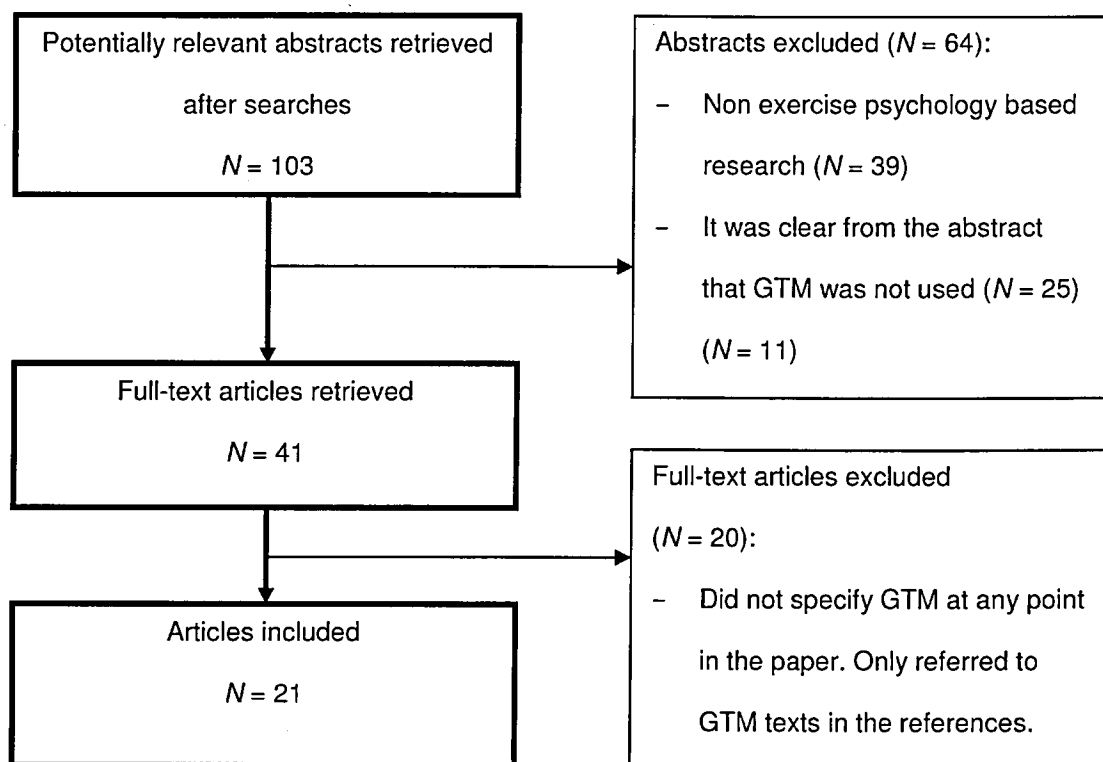 Potentially relevant abstracts retrieved
after searches
N = 103
Abstracts excluded (N = 64):
- Non exercise psychology based
research (N = 39)
- It was clear from the abstract
that GTM was not used (N = 25)
(N = 11)
Full-text articles retrieved
N = 41
Full-text articles excluded
(N = 20):
- Did not specify GTM at any point
in the paper. Only referred to
GTM texts in the references.
Articles included
N = 21